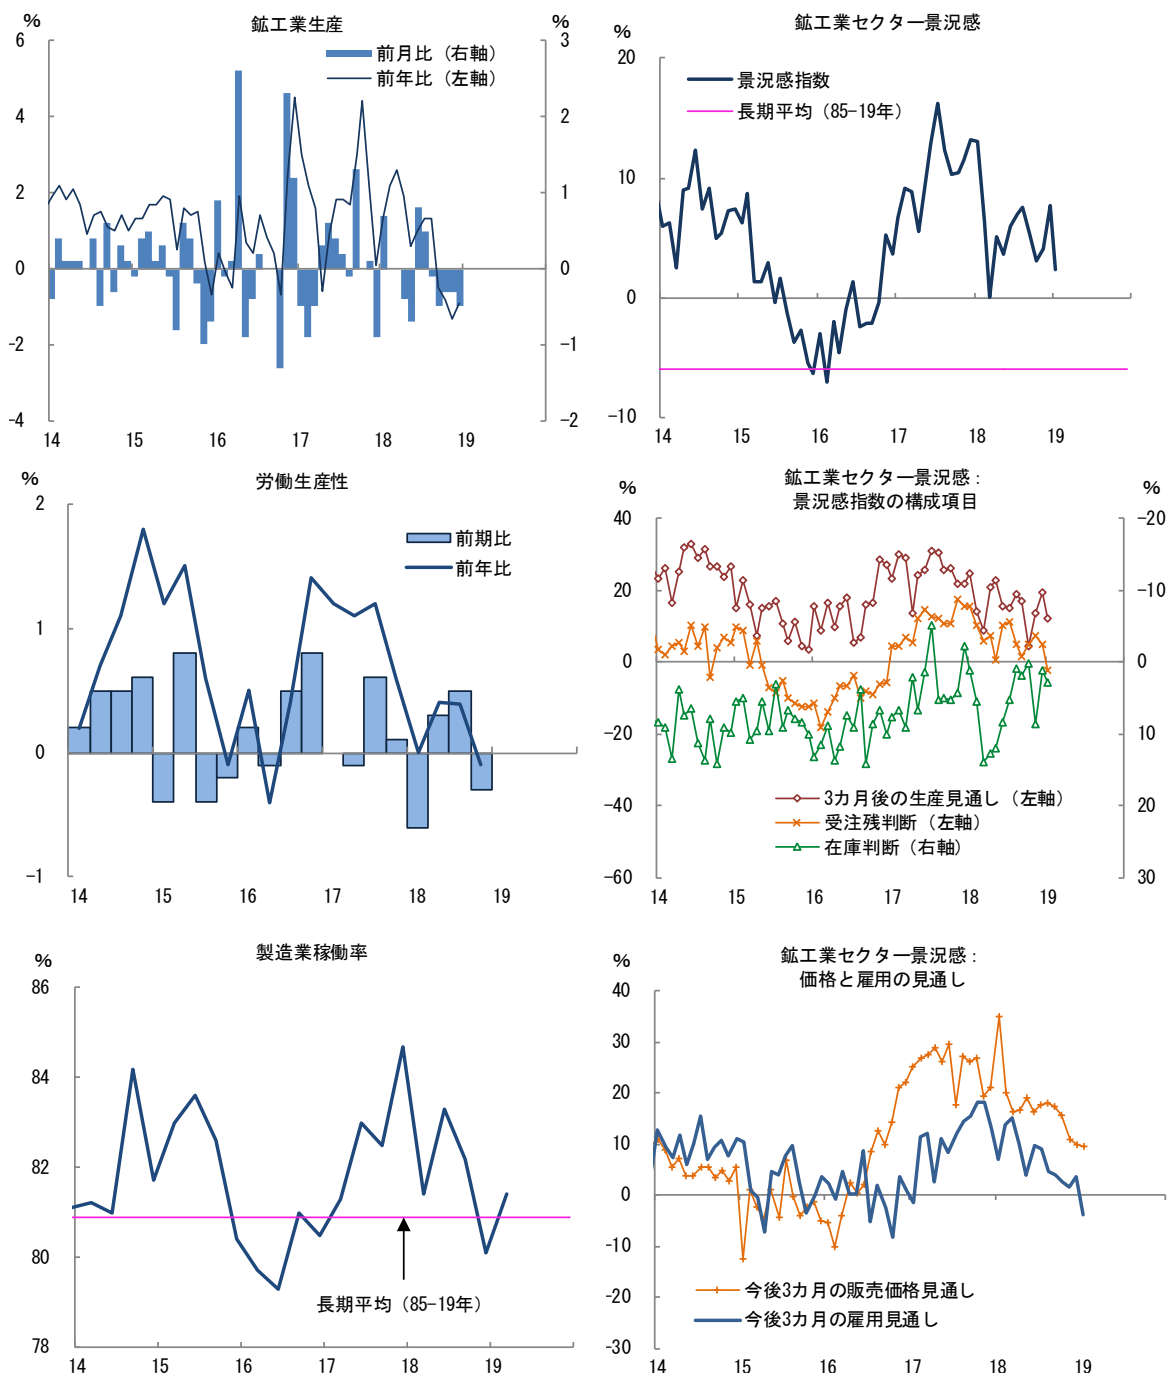 鉱工業生産
%
%
6
4
2
0
-2
-4
3
2
1
0
-1
-2
前月比（右軸）
前年比（左軸）
14 15 16 17 18 19
鉱工業セクター景況感
%
20
10
0
-10
景況感指数
長期平均（85-19年）
14 15 16 17 18 19
労働生産性
%
2
1
0
-1
前期比
前年比
14 15 16 17 18 19
鉱工業セクター景況感：
景況感指数の構成項目
%
%
40
20
0
-20
-40
-60
-20
-10
0
10
20
30
3カ月後の生産見通し（左軸）
受注残判断（左軸）
在庫判断（右軸）
14 15 16 17 18 19
製造業稼働率
%
86
84
82
80
78
長期平均（85-19年）
14 15 16 17 18 19
鉱工業セクター景況感：
価格と雇用の見通し
%
40
30
20
10
0
-10
-20
-30
今後3カ月の販売価格見通し
今後3カ月の雇用見通し
14 15 16 17 18 19